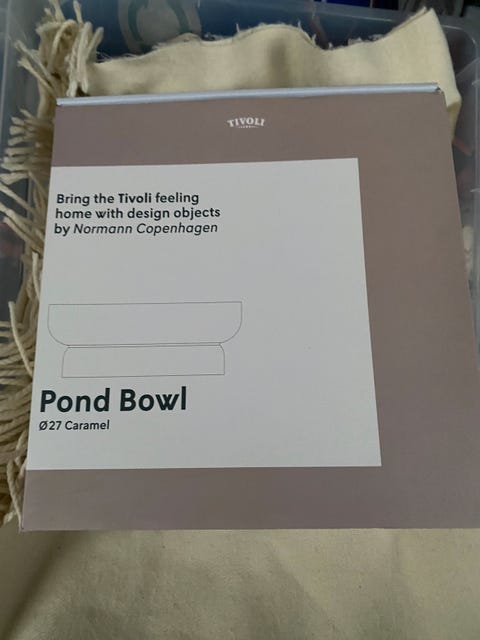 TIVOLI
Bring the Tivoli feeling
home with design objects
by Normann Copenhagen
Pond Bowl
Ø27 Caramel